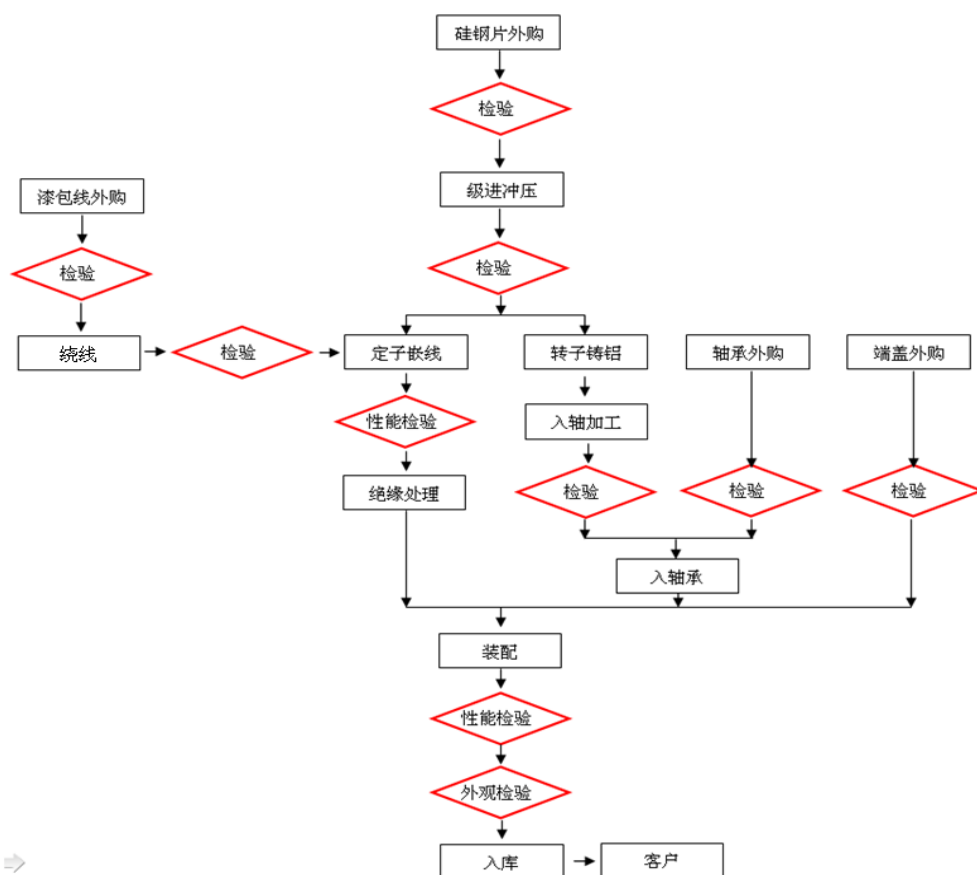 硅钢片外购
检验
级进冲压
漆包线外购
检验
检验
绕线
检验
定子嵌线
转子铸铝
轴承外购
端盖外购
性能检验
入轴加工
绝缘处理
检验
检验
检验
入轴承
装配
性能检验
外观检验
入库
客户